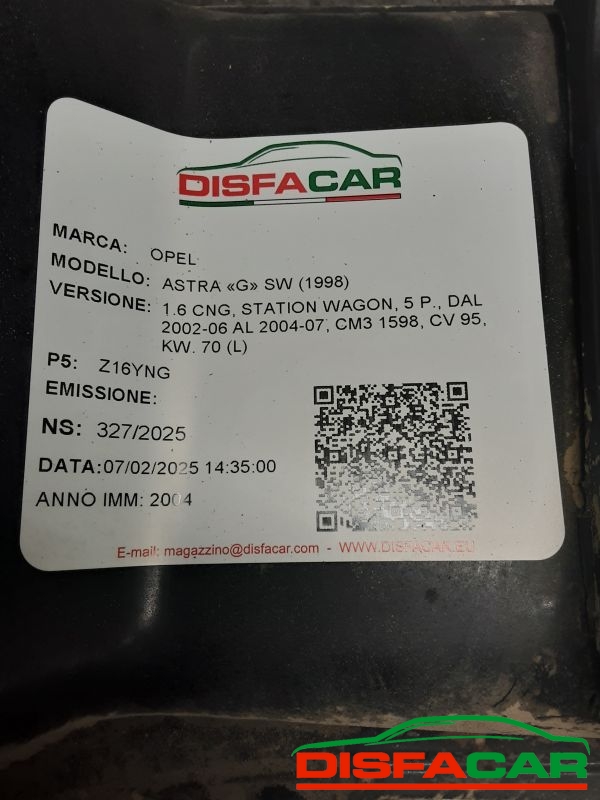 DISFACAR
MARCA: OPEL
MODELLO: ASTRA «G» SW (1998)
VERSIONE: 1.6 CNG, STATION WAGON, 5 P., DAL
2002-06 AL 2004-07, CM3 1598, CV 95,
KW. 70 (L)
P5: Z16YNG
EMISSIONE:
NS: 327/2025
DATA:07/02/2025 14:35:00
ANNO IMM: 2004
E-mail: magazzino@disfacar.com - WWW.DISFACAR.EU
DISFACAR